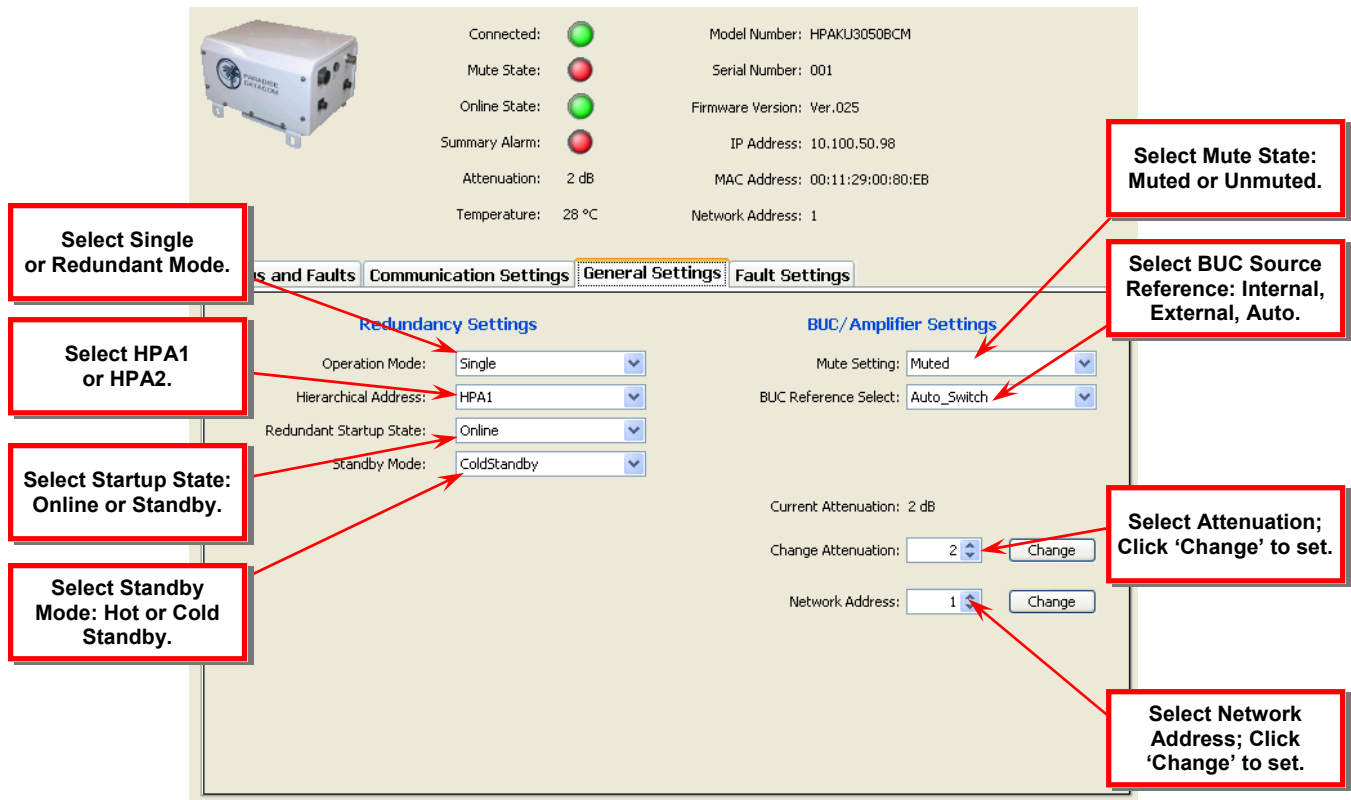 PARADISE
DATACOM
Connected:
Mute State:
Online State:
Summary Alarm:
Attenuation: 2 dB
Temperature: 28 °C
Model Number: HPAKU3050BCM
Serial Number: 001
Firmware Version: Ver.025
IP Address: 10.100.50.98
MAC Address: 00:11:29:00:80:EB
Network Address: 1
us and Faults
Communication Settings
General Settings
Fault Settings
Redundancy Settings
Operation Mode: Single
Hierarchical Address: HPA1
Redundant Startup State: Online
Standby Mode: ColdStandby
BUC/Amplifier Settings
Mute Setting: Muted
BUC Reference Select: Auto_Switch
Current Attenuation: 2 dB
Change Attenuation: 2 Change
Network Address: 1 Change
Select Single
or Redundant Mode.
Select HPA1
or HPA2.
Select Startup State:
Online or Standby.
Select Standby
Mode: Hot or Cold
Standby.
Select Mute State:
Muted or Unmuted.
Select BUC Source
Reference: Internal,
External, Auto.
Select Attenuation;
Click ‘Change’ to set.
Select Network
Address; Click
‘Change’ to set.